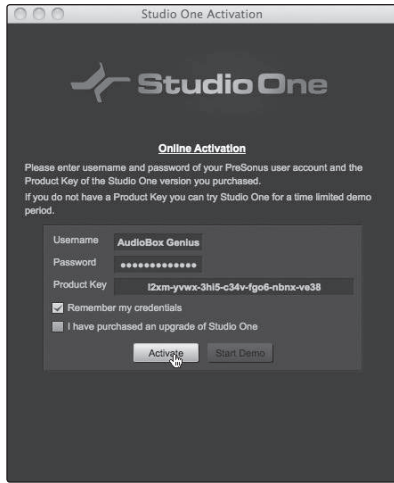 Studio One Activation
Studio One
Online Activation
Please enter username and password of your PreSonus user account and the
Product Key of the Studio One version you purchased.
If you do not have a Product Key you can try Studio One for a time limited demo
period.
Username AudioBox Genius
Password •••••••••••••
Product Key l2xm-yvwx-3hi5-c34v-fgo6-nbnx-ve38
Remember my credentials
I have purchased an upgrade of Studio One
Activate Start Demo